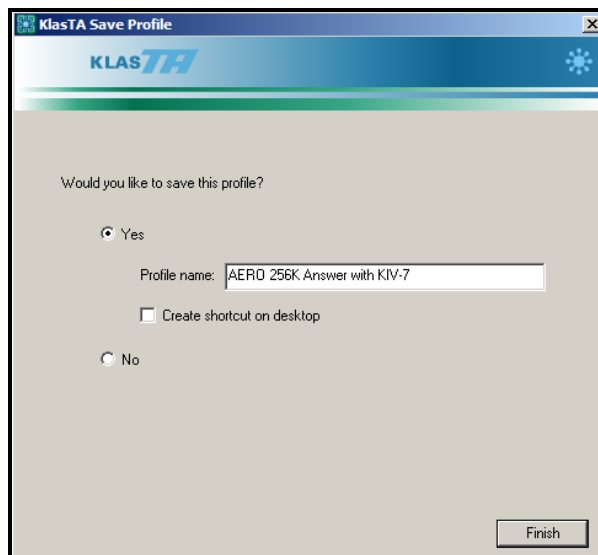 KlasTA Save Profile
KLAS TA
Would you like to save this profile?
Yes
Profile name: AERO 256K Answer with KIV-7
Create shortcut on desktop
No
Finish